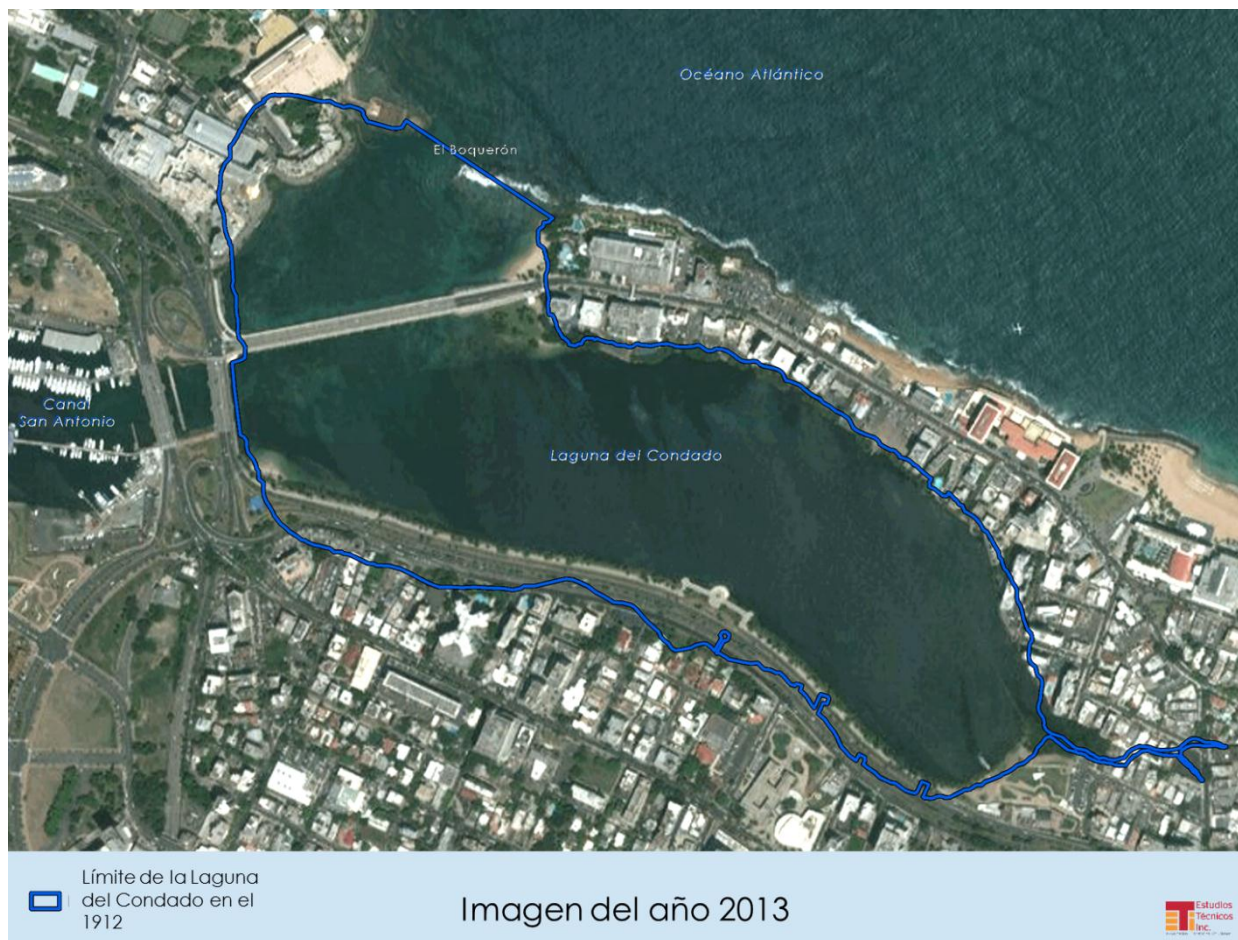 Océano Atlántico
El Boquerón
Canal
San Antonio
Laguna del Condado
Límite de la Laguna
del Condado en el
1912
Imagen del año 2013
Estudios
Técnicos
Inc.